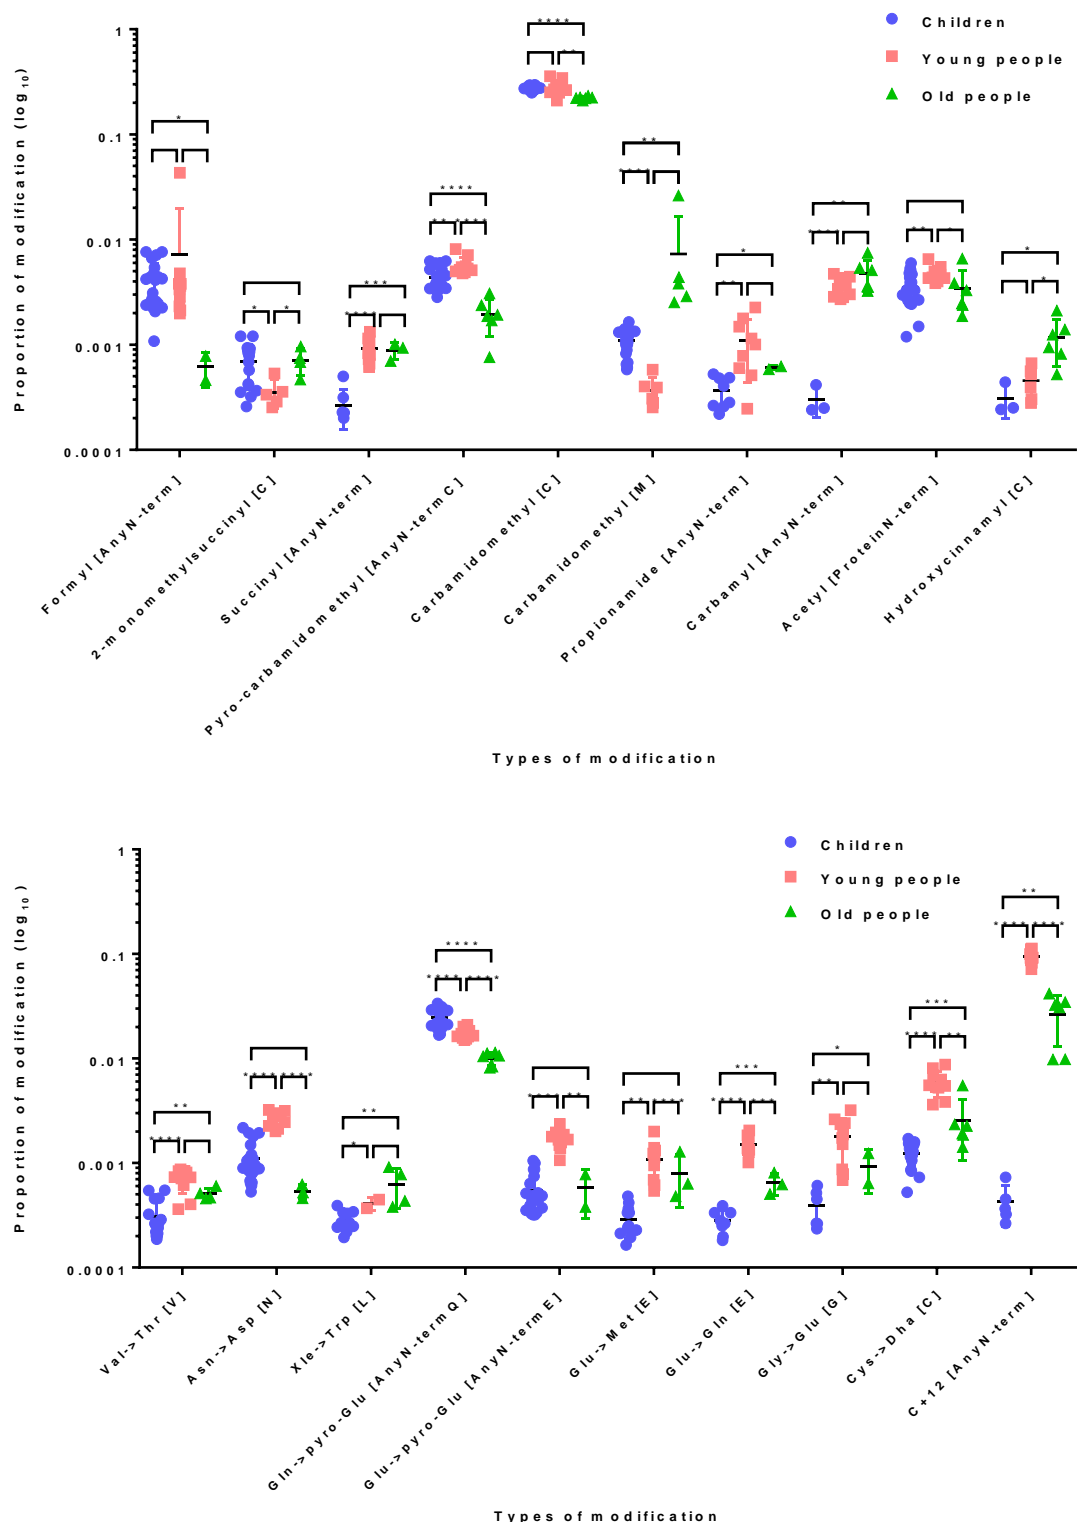 Children
Young people
Old people
Proportion of modification (log10)
1
0.1
0.01
0.001
0.0001
*
* *
* * * * * * *
* * * * * * * * * *
* * * * * *
* * * * * *
* * *
* * * * * *
* * *
* *
Formyl [AnyN-term]
2-monomethylsuccinyl [C]
Succinyl [AnyN-term]
Pyro-carbamidomethyl [AnyN-term C]
Carbamidomethyl [C]
Carbamidomethyl [M]
Propionamide [AnyN-term]
Carbamyl [AnyN-term]
Acetyl [ProteinN-term]
Hydroxycinnamyl [C]
Types of modification
Children
Young people
Old people
Proportion of modification (log10)
1
0.1
0.01
0.001
0.0001
Val->Thr [V]
Asn->Asp [N]
Xle->Trp [L]
Gln->pyro-Glu [AnyN-term Q]
Glu->pyro-Glu [AnyN-term E]
Glu->Met [E]
Glu->Gln [E]
Gly->Glu [G]
Cys->Dha [C]
C+12 [AnyN-term]
Types of modification